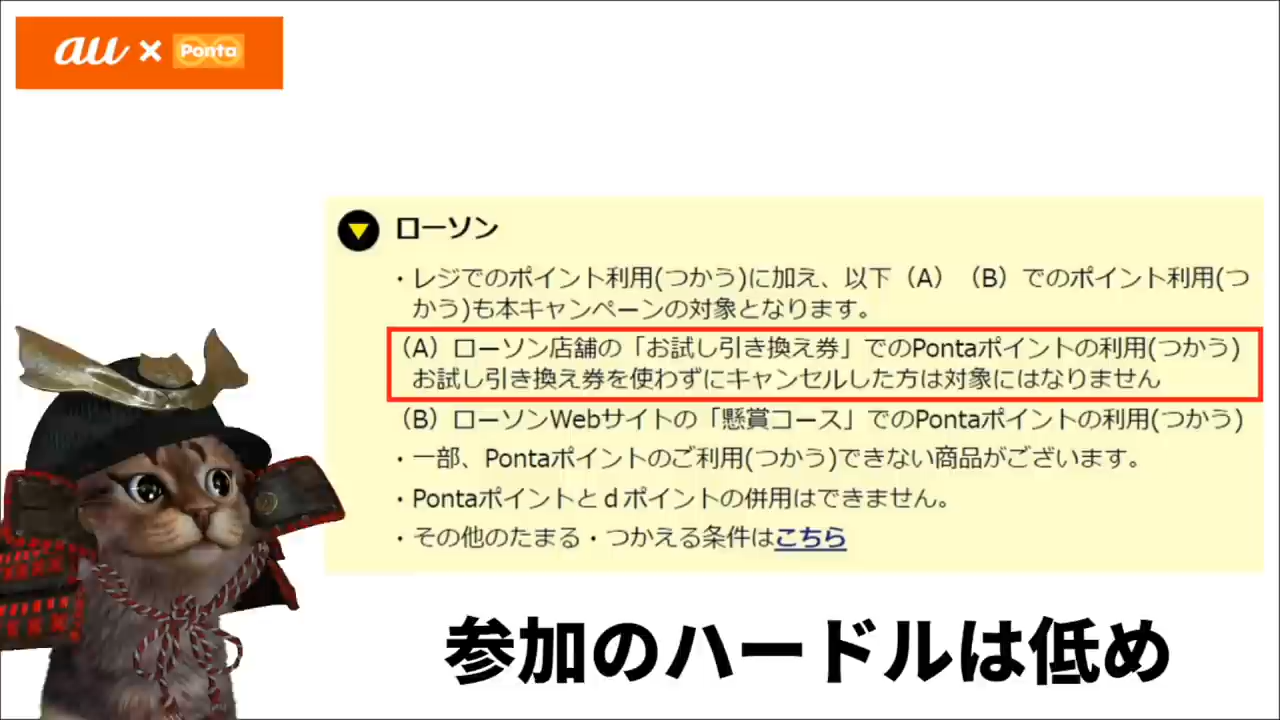 au × Ponta
ローソン
・レジでのポイント利用(つかう)に加え、以下（A）（B）でのポイント利用(つ
かう)も本キャンペーンの対象となります。
（A）ローソン店舗の「お試し引き換え券」でのPontaポイントの利用(つかう)
お試し引き換え券を使わずにキャンセルした方は対象にはなりません
（B）ローソンWebサイトの「懸賞コース」でのPontaポイントの利用(つかう)
・一部、Pontaポイントのご利用(つかう)できない商品がございます。
・Pontaポイントとｄポイントの併用はできません。
・その他のたまる・つかえる条件はこちら
参加のハードルは低め